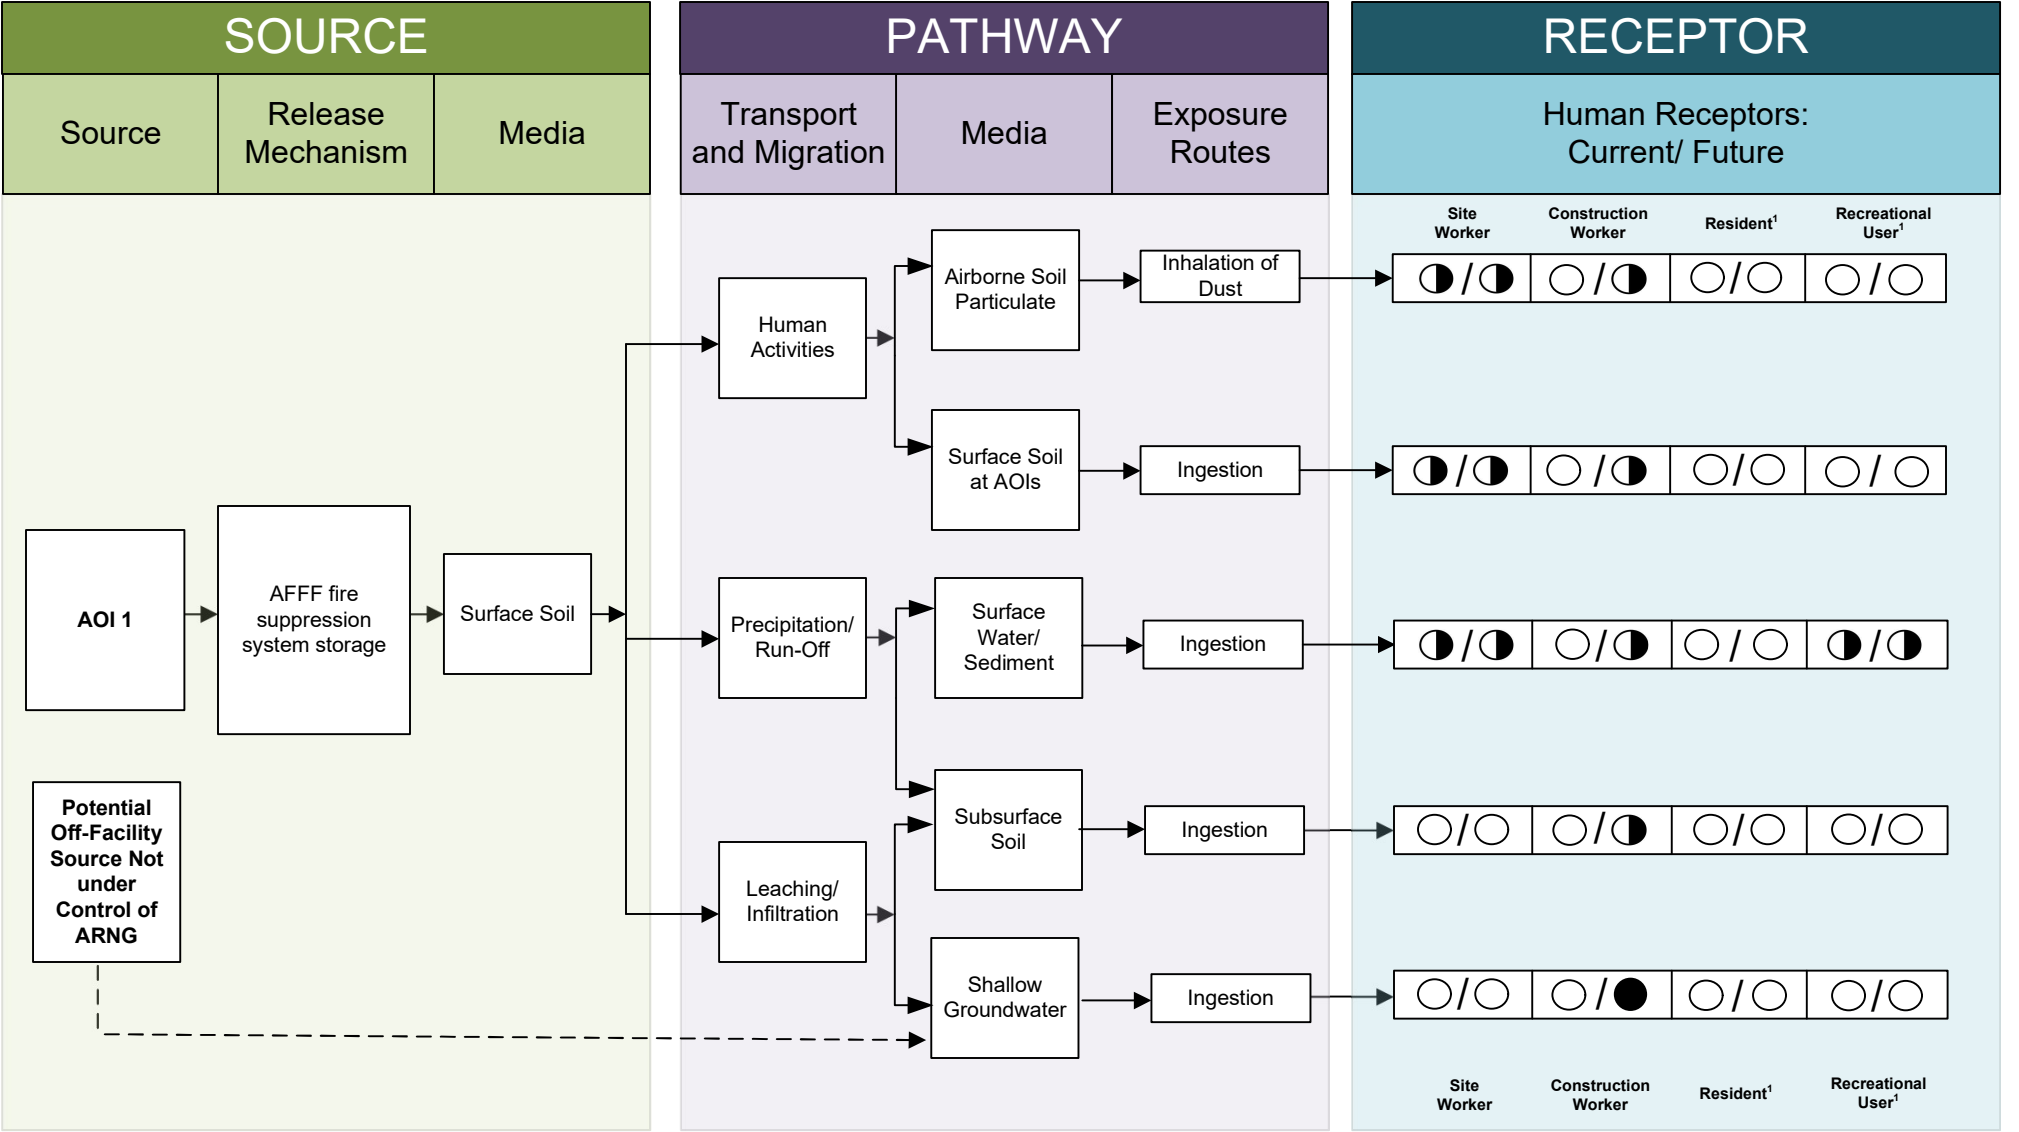 SOURCE
PATHWAY
RECEPTOR
Source
Release
Mechanism
Media
Transport
and Migration
Media
Exposure
Routes
Human Receptors:
Current/ Future
Site
Worker
Construction
Worker
Resident¹
Recreational
User¹
Airborne Soil
Particulate
Inhalation of
Dust
/
/
/
/
Human
Activities
Surface Soil
at AOIs
Ingestion
/
/
/
/
AOI 1
AFFF fire
suppression
system storage
Surface Soil
Precipitation/
Run-Off
Surface
Water/
Sediment
Ingestion
/
/
/
/
Potential
Off-Facility
Source Not
under
Control of
ARNG
Subsurface
Soil
Ingestion
/
/
/
/
Leaching/
Infiltration
Shallow
Groundwater
Ingestion
/
/
/
/
Site
Worker
Construction
Worker
Resident¹
Recreational
User¹